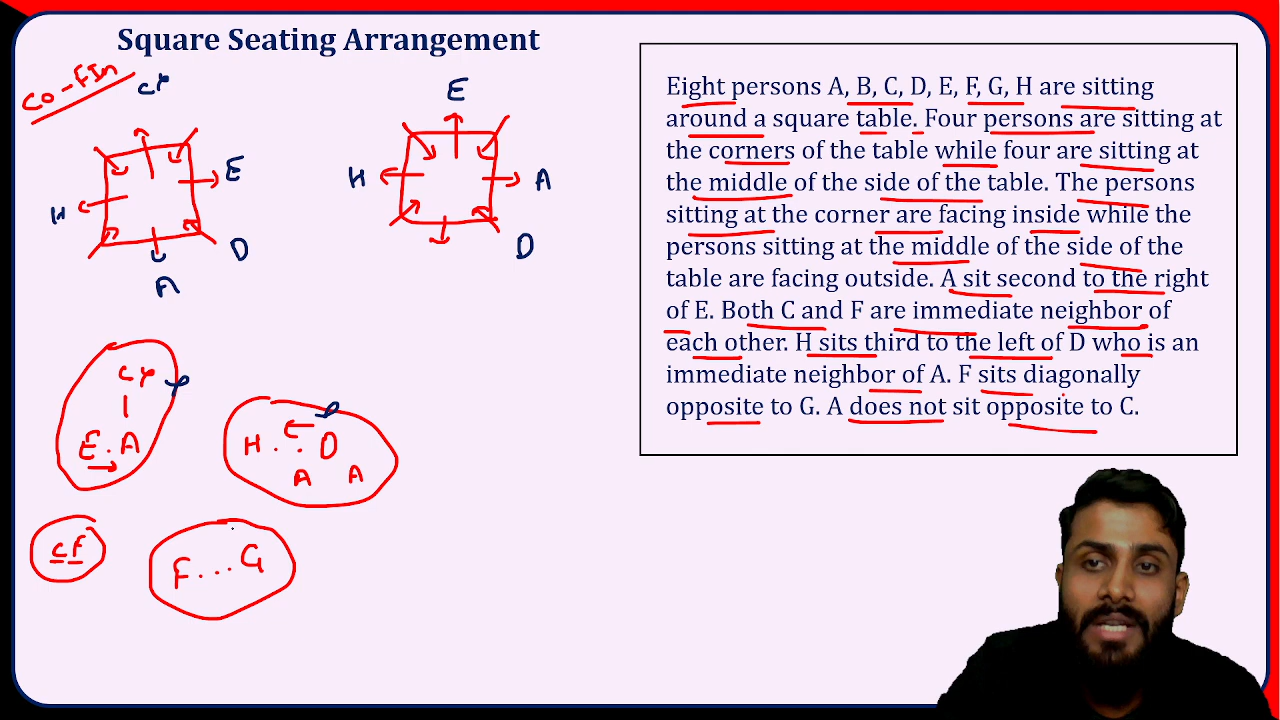 Square Seating Arrangement
CO-FIn
C
E
H
D
A
E
H
A
D
Eight persons A, B, C, D, E, F, G, H are sitting
around a square table. Four persons are sitting at
the corners of the table while four are sitting at
the middle of the side of the table. The persons
sitting at the corner are facing inside while the
persons sitting at the middle of the side of the
table are facing outside. A sit second to the right
of E. Both C and F are immediate neighbor of
each other. H sits third to the left of D who is an
immediate neighbor of A. F sits diagonally
opposite to G. A does not sit opposite to C.
C
E . A
H . . D
A A
CF
F . . . G